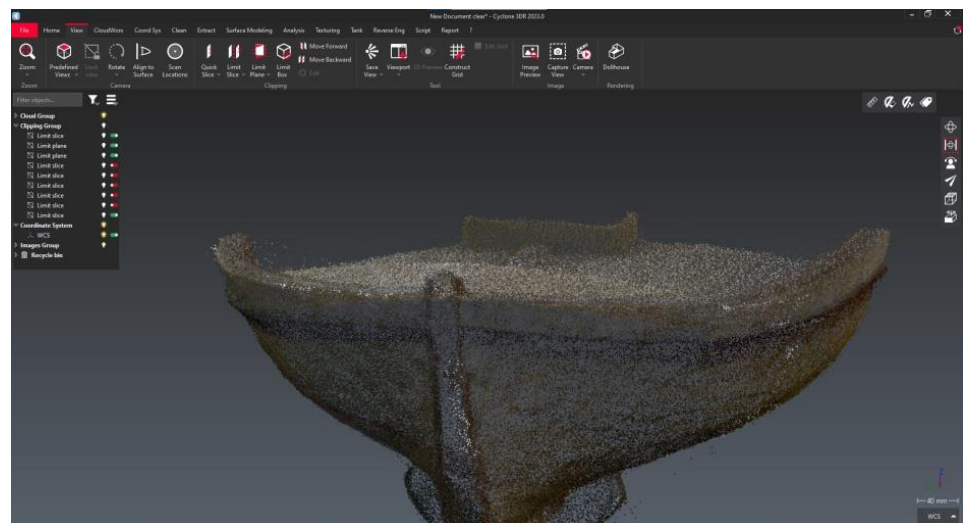 New Document clear* - Cyclone 3DR 2023.0
File Home View CloudWorx Coord Sys Clean Extract Surface Modeling Analysis Texturing Tank Reverse Eng Script Report ?
Zoom
Predefined Views
Rotate
Align to Surface
Scan Locations
Quick Slice
Limit Slice
Limit Plane
Limit Box
Move Forward
Move Backward
Edit
Save View
Viewport
Construct Grid
Edit Grid
Image Preview
Capture View
Camera
Dollhouse
Zoom Camera Clipping Tool Image Rendering
Filter objects...
Cloud Group
Clipping Group
Limit slice
Limit plane
Limit plane
Limit slice
Limit slice
Limit slice
Limit slice
Limit slice
Limit slice
Coordinate System
WCS
Images Group
Recycle bin
40 mm
WCS